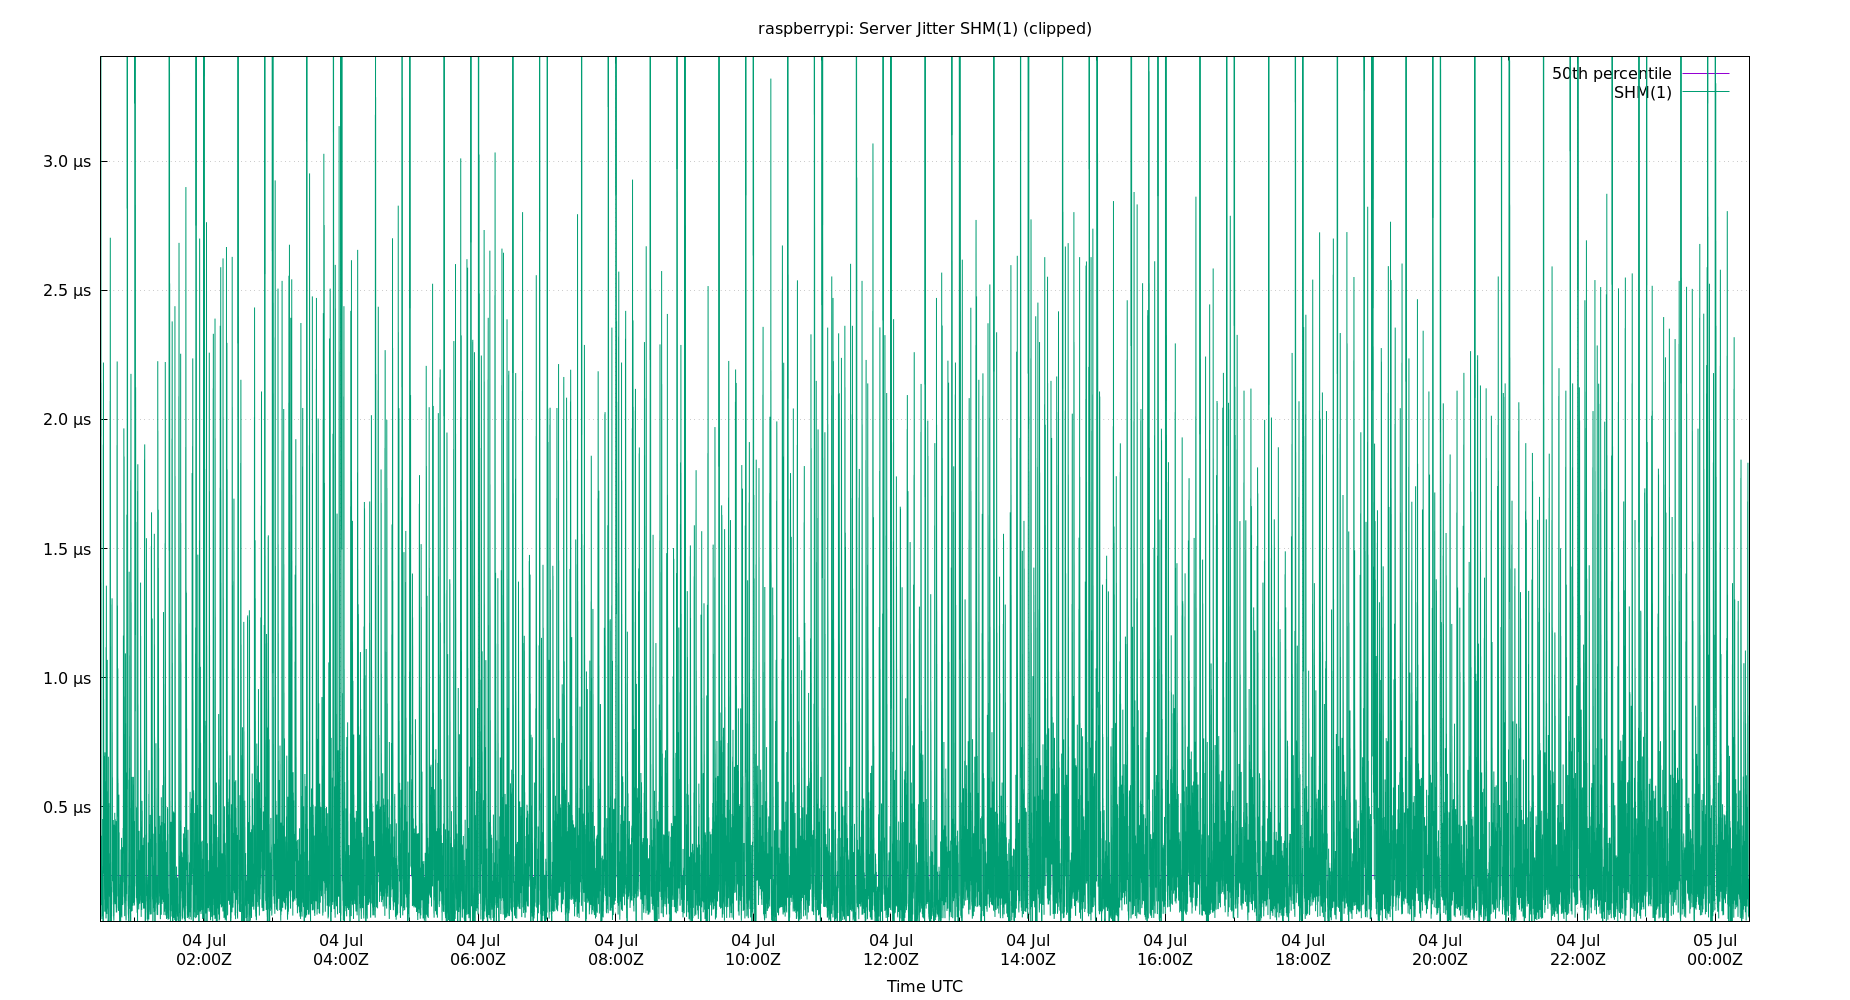 raspberrypi: Server Jitter SHM(1) (clipped)
50th percentile
SHM(1)
3.0 µs
2.5 µs
2.0 µs
1.5 µs
1.0 µs
0.5 µs
04 Jul 04 Jul 04 Jul 04 Jul 04 Jul 04 Jul 04 Jul 04 Jul 04 Jul 04 Jul 04 Jul 05 Jul
02:00Z 04:00Z 06:00Z 08:00Z 10:00Z 12:00Z 14:00Z 16:00Z 18:00Z 20:00Z 22:00Z 00:00Z
Time UTC